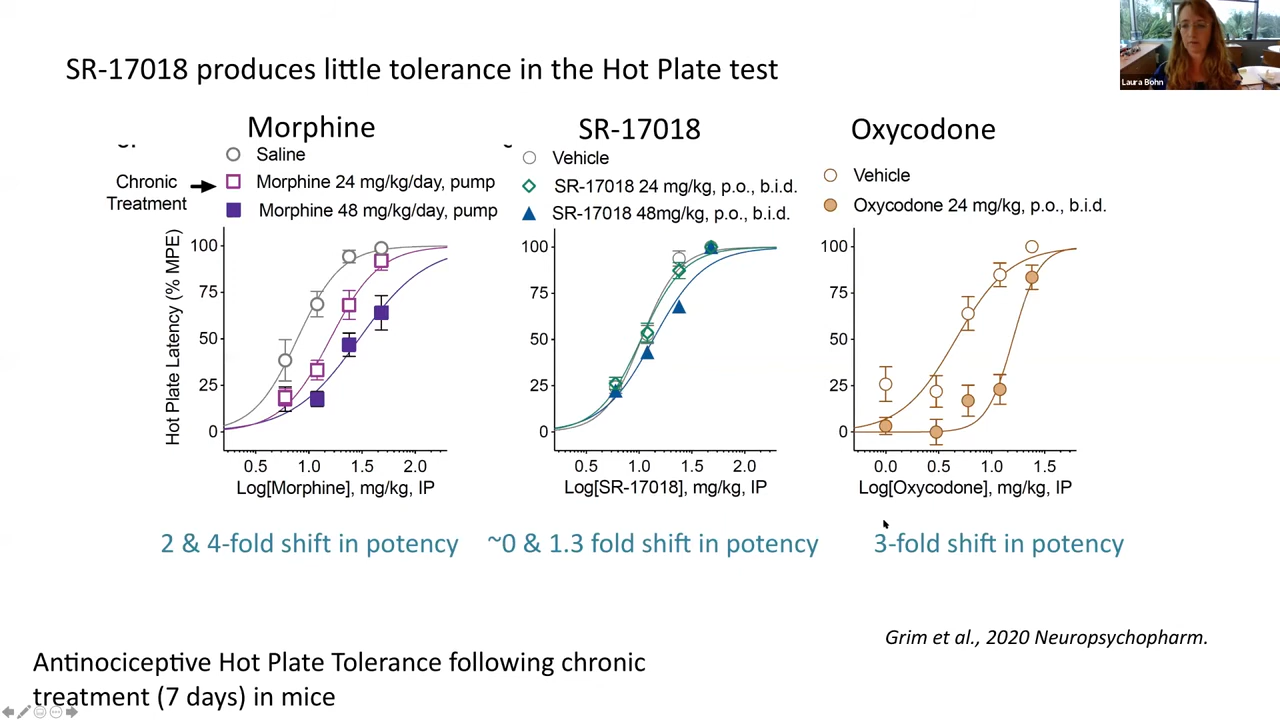 SR-17018 produces little tolerance in the Hot Plate test
Laura Bohn
Morphine
Saline
Chronic
Treatment
Morphine 24 mg/kg/day, pump
Morphine 48 mg/kg/day, pump
Hot Plate Latency (% MPE)
100
75
50
25
0
0.5 1.0 1.5 2.0
Log[Morphine], mg/kg, IP
2 & 4-fold shift in potency
SR-17018
Vehicle
SR-17018 24 mg/kg, p.o., b.i.d.
SR-17018 48mg/kg, p.o., b.i.d.
100
75
50
25
0
0.5 1.0 1.5 2.0
Log[SR-17018], mg/kg, IP
~0 & 1.3 fold shift in potency
Oxycodone
Vehicle
Oxycodone 24 mg/kg, p.o., b.i.d.
100
75
50
25
0
0.0 0.5 1.0 1.5
Log[Oxycodone], mg/kg, IP
3-fold shift in potency
Grim et al., 2020 Neuropsychopharm.
Antinociceptive Hot Plate Tolerance following chronic
treatment (7 days) in mice